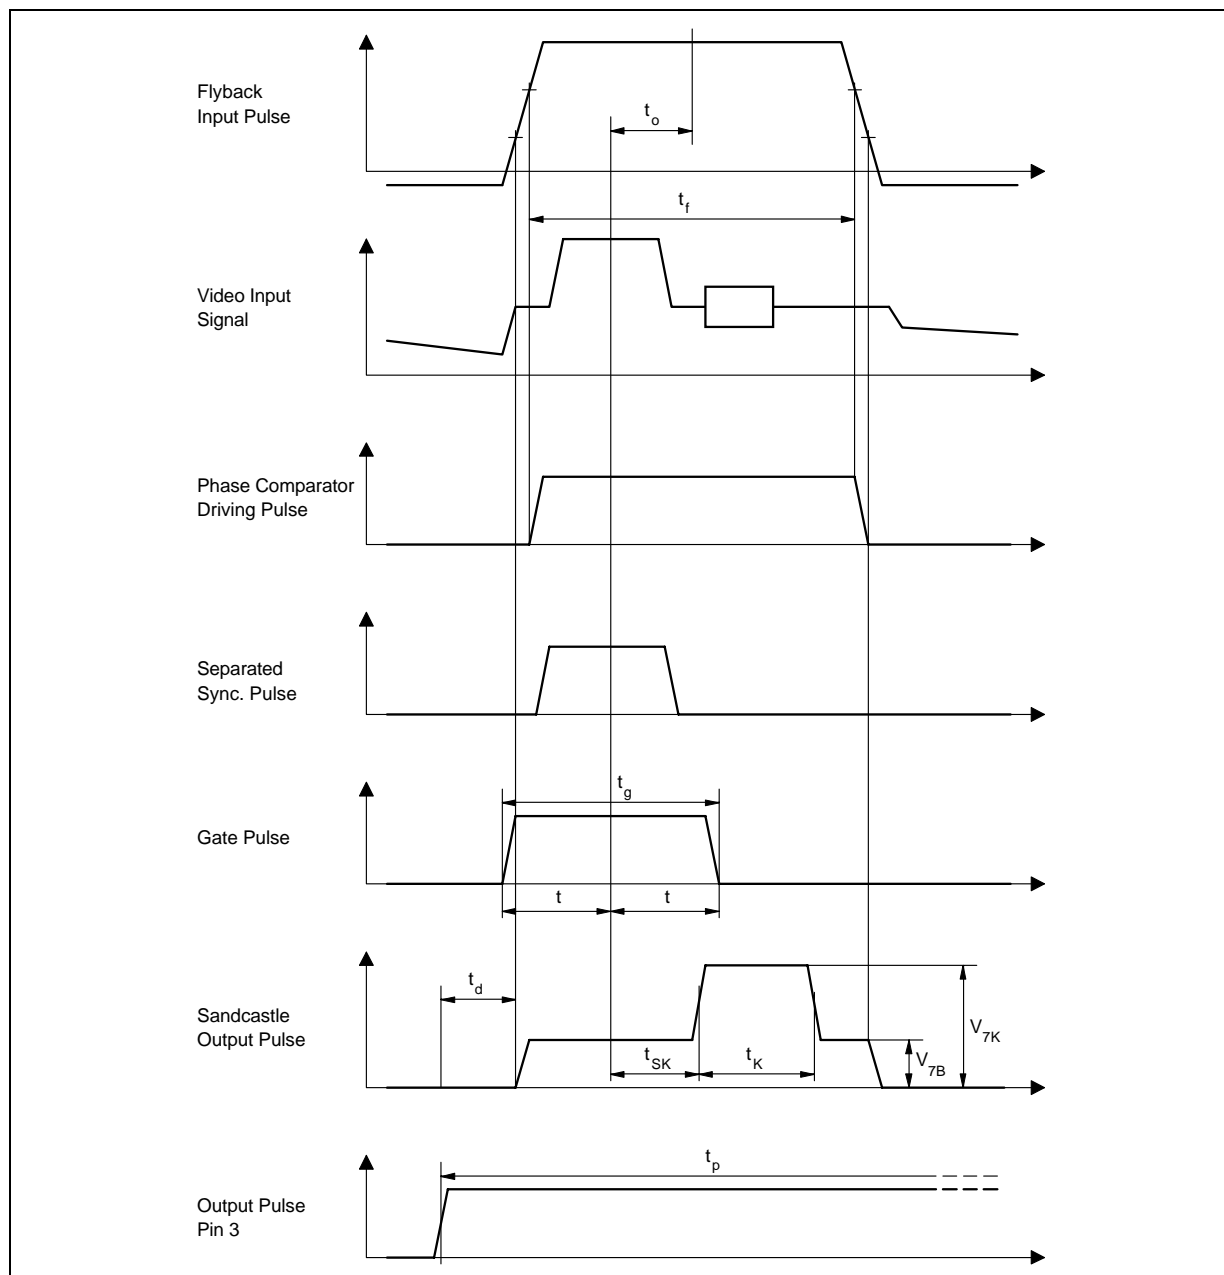 Flyback
Input Pulse
t_o
t_f
Video Input
Signal
Phase Comparator
Driving Pulse
Separated
Sync. Pulse
t_g
Gate Pulse
t t
t_d
Sandcastle
Output Pulse
t_SK t_K V_7B V_7K
t_p
Output Pulse
Pin 3